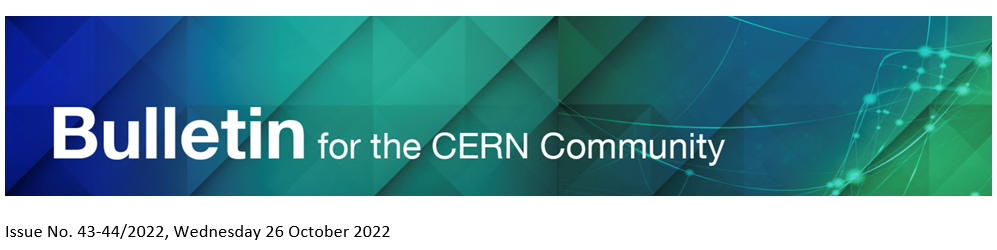 Bulletin for the CERN Community
Issue No. 43-44/2022, Wednesday 26 October 2022